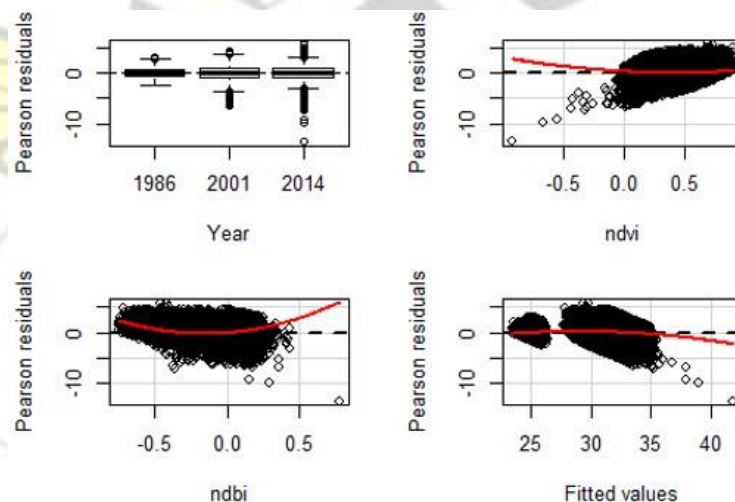 Pearson residuals
0
-10
1986 2001 2014
Year
Pearson residuals
0
-10
-0.5 0.0 0.5
ndvi
Pearson residuals
0
-10
-0.5 0.0 0.5
ndbi
Pearson residuals
0
-10
25 30 35 40
Fitted values